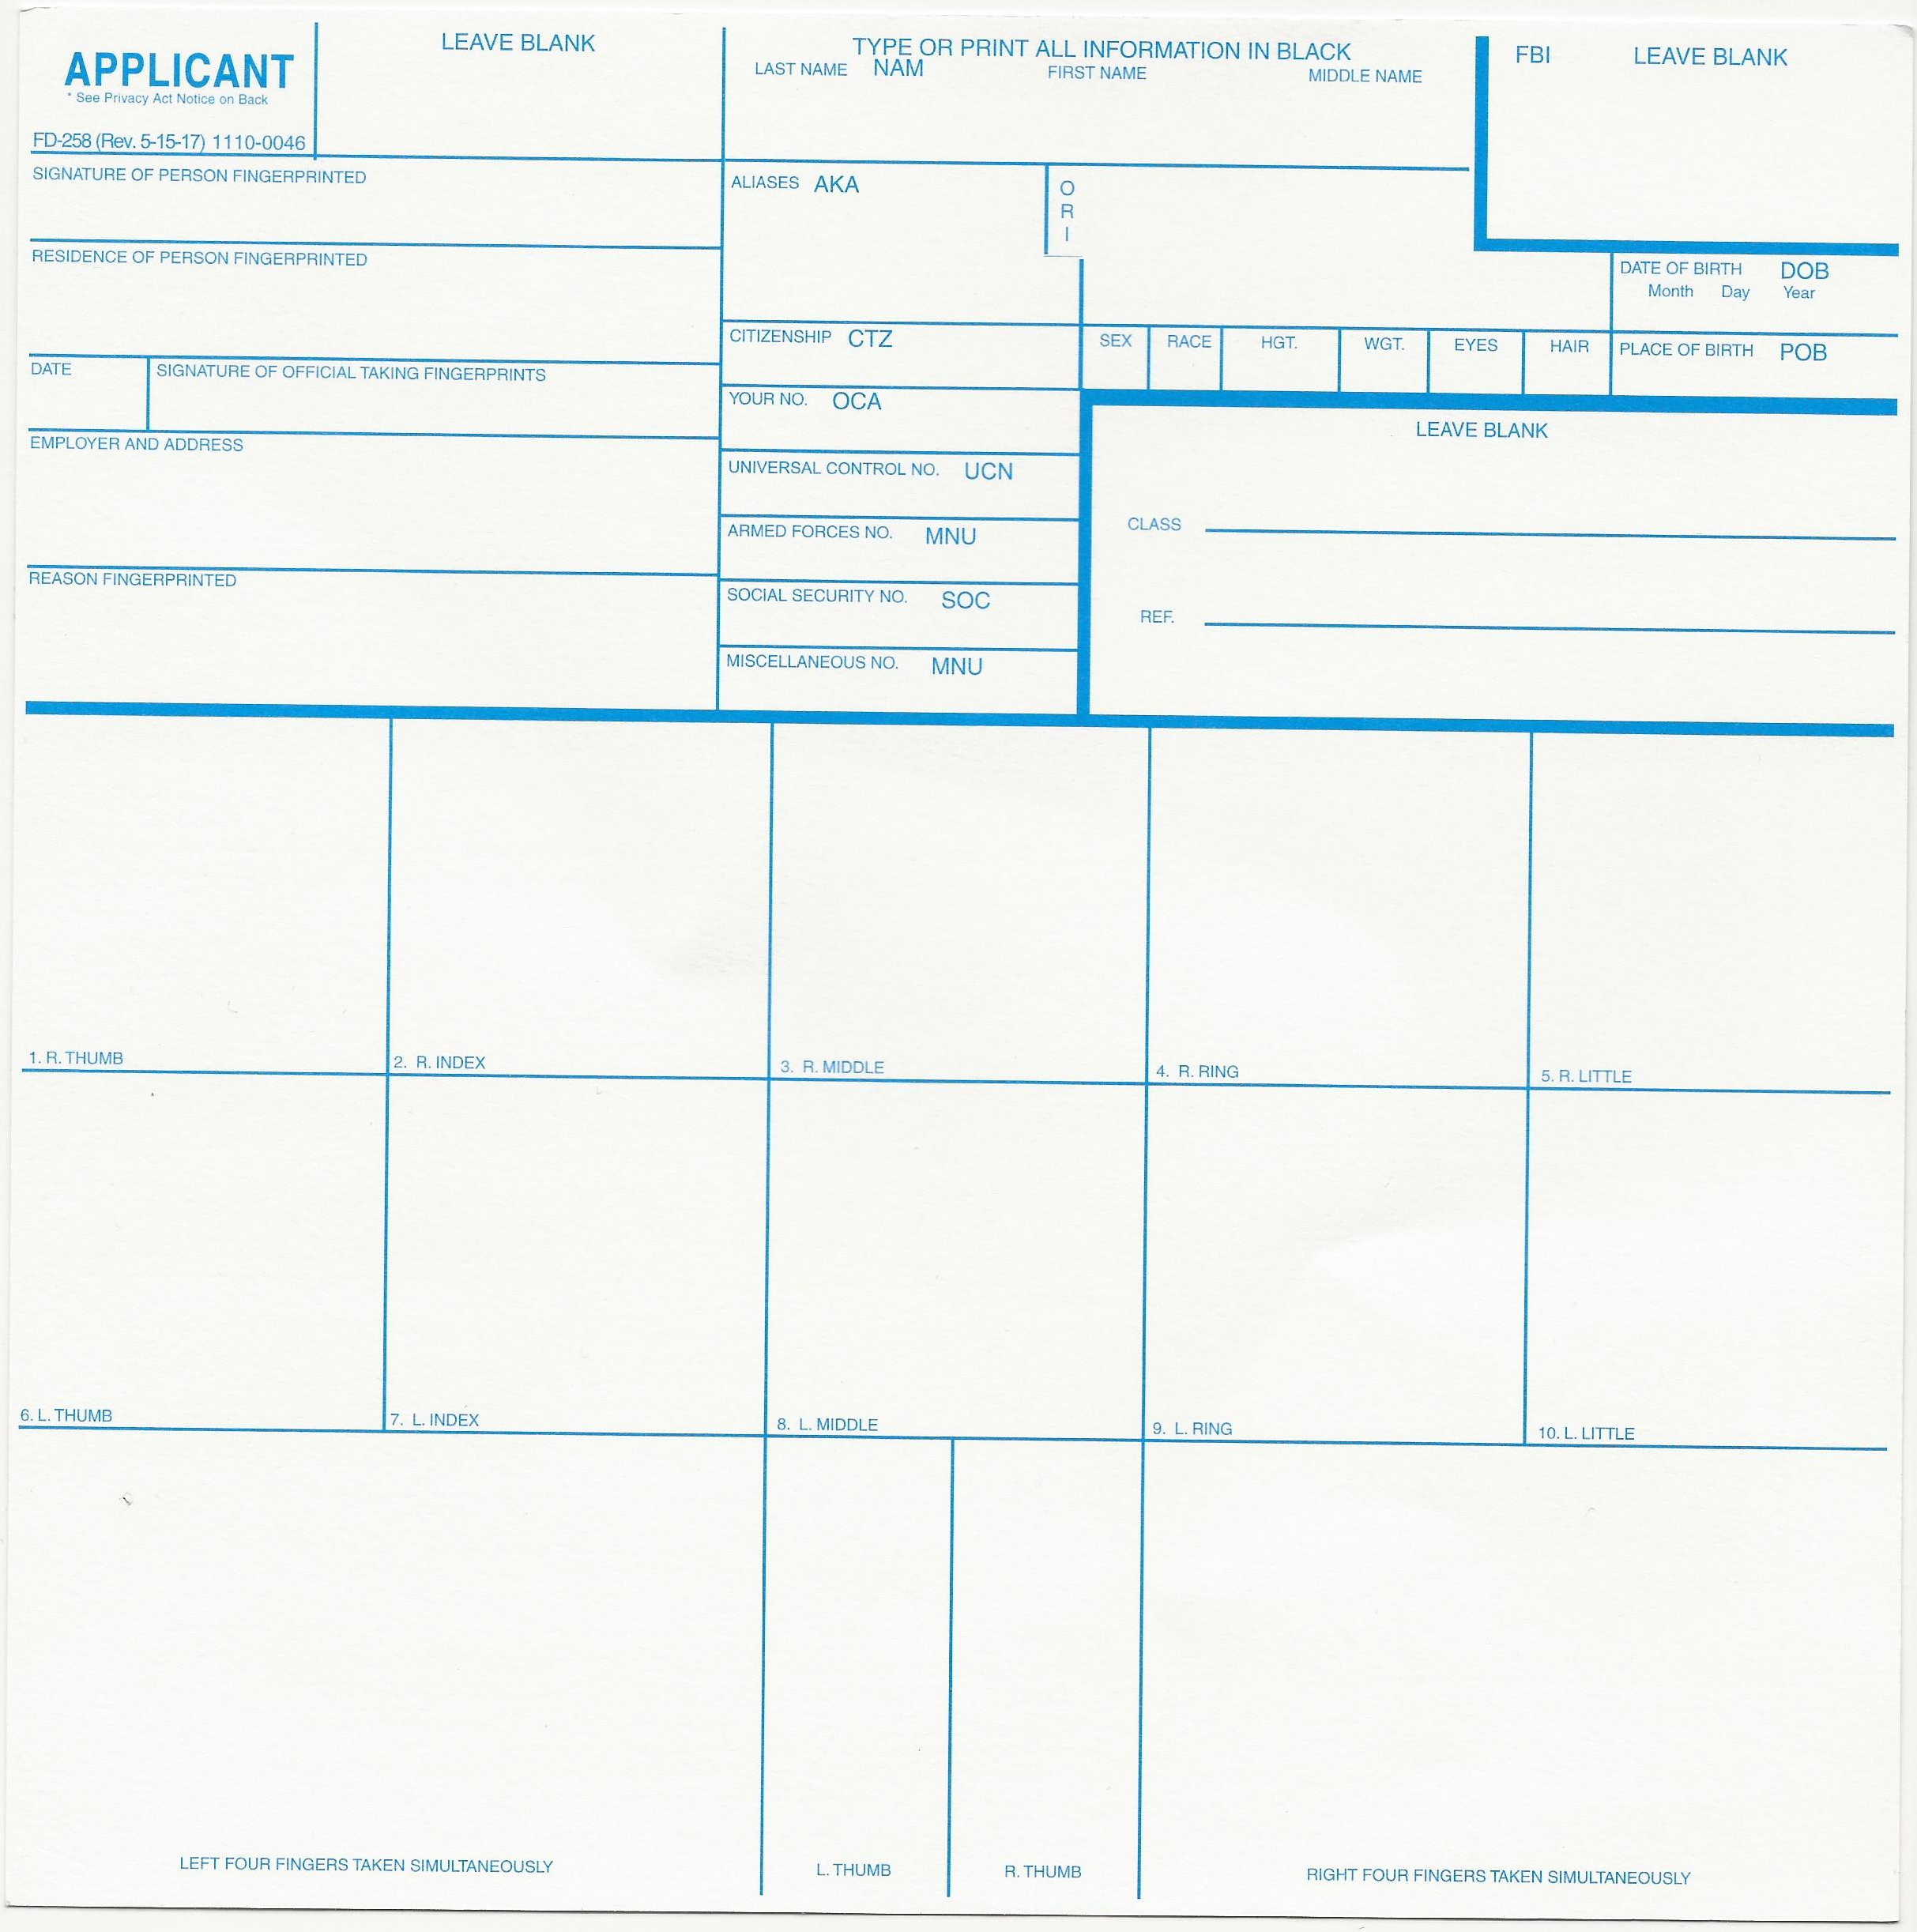 APPLICANT
* See Privacy Act Notice on Back
FD-258 (Rev. 5-15-17) 1110-0046
LEAVE BLANK
TYPE OR PRINT ALL INFORMATION IN BLACK
LAST NAME NAM FIRST NAME MIDDLE NAME
FBI LEAVE BLANK
SIGNATURE OF PERSON FINGERPRINTED
RESIDENCE OF PERSON FINGERPRINTED
DATE SIGNATURE OF OFFICIAL TAKING FINGERPRINTS
EMPLOYER AND ADDRESS
REASON FINGERPRINTED
ALIASES AKA
O
R
I
CITIZENSHIP CTZ
YOUR NO. OCA
UNIVERSAL CONTROL NO. UCN
ARMED FORCES NO. MNU
SOCIAL SECURITY NO. SOC
MISCELLANEOUS NO. MNU
DATE OF BIRTH DOB
Month Day Year
SEX RACE HGT. WGT. EYES HAIR PLACE OF BIRTH POB
LEAVE BLANK
CLASS
REF.
1. R. THUMB 2. R. INDEX 3. R. MIDDLE 4. R. RING 5. R. LITTLE
6. L. THUMB 7. L. INDEX 8. L. MIDDLE 9. L. RING 10. L. LITTLE
LEFT FOUR FINGERS TAKEN SIMULTANEOUSLY L. THUMB R. THUMB RIGHT FOUR FINGERS TAKEN SIMULTANEOUSLY